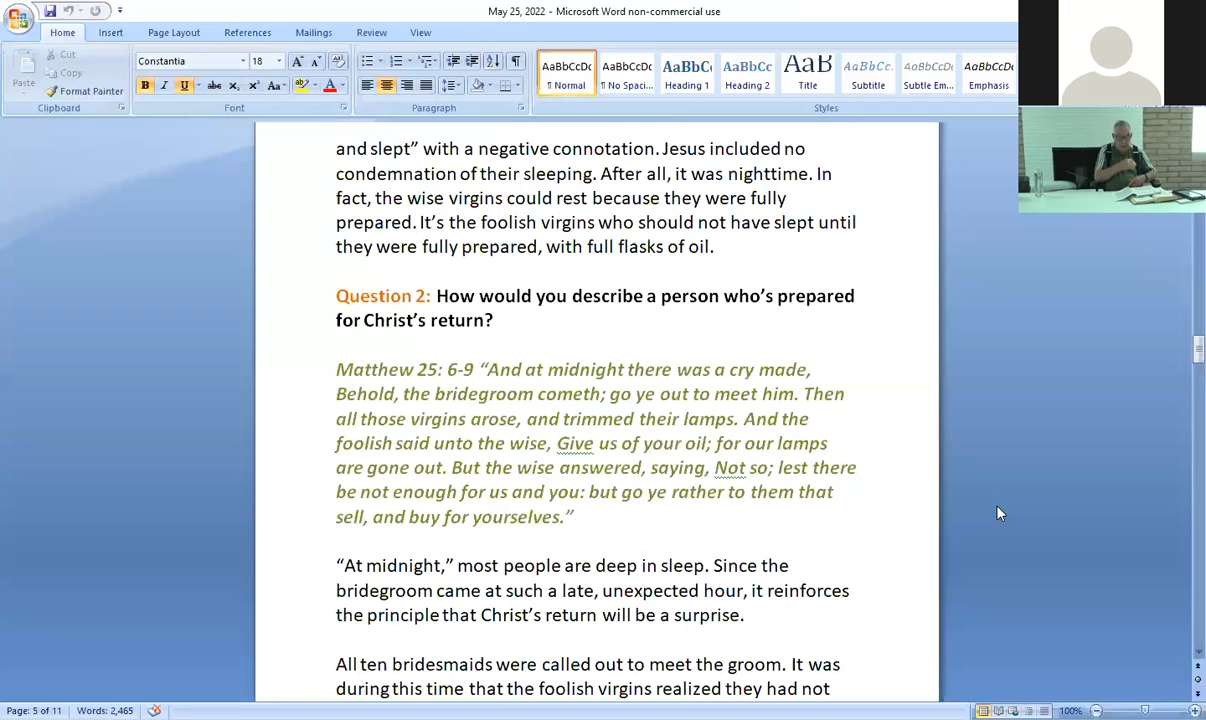 May 25, 2022 - Microsoft Word non-commercial use
Home Insert Page Layout References Mailings Review View
Paste
Cut
Copy
Format Painter
Clipboard
Constantia 18
Font
Paragraph
AaBbCcDc AaBbCcDc AaBbC AaBbCc AaB AaBbCc. AaBbCcDc AaBbCcDc
¶ Normal ¶ No Spaci... Heading 1 Heading 2 Title Subtitle Subtle Em... Emphasis
Styles
and slept” with a negative connotation. Jesus included no
condemnation of their sleeping. After all, it was nighttime. In
fact, the wise virgins could rest because they were fully
prepared. It’s the foolish virgins who should not have slept until
they were fully prepared, with full flasks of oil.
Question 2: How would you describe a person who’s prepared
for Christ’s return?
Matthew 25: 6-9 “And at midnight there was a cry made,
Behold, the bridegroom cometh; go ye out to meet him. Then
all those virgins arose, and trimmed their lamps. And the
foolish said unto the wise, Give us of your oil; for our lamps
are gone out. But the wise answered, saying, Not so; lest there
be not enough for us and you: but go ye rather to them that
sell, and buy for yourselves.”
“At midnight,” most people are deep in sleep. Since the
bridegroom came at such a late, unexpected hour, it reinforces
the principle that Christ’s return will be a surprise.
All ten bridesmaids were called out to meet the groom. It was
during this time that the foolish virgins realized they had not
Page: 5 of 11 Words: 2,465 100%